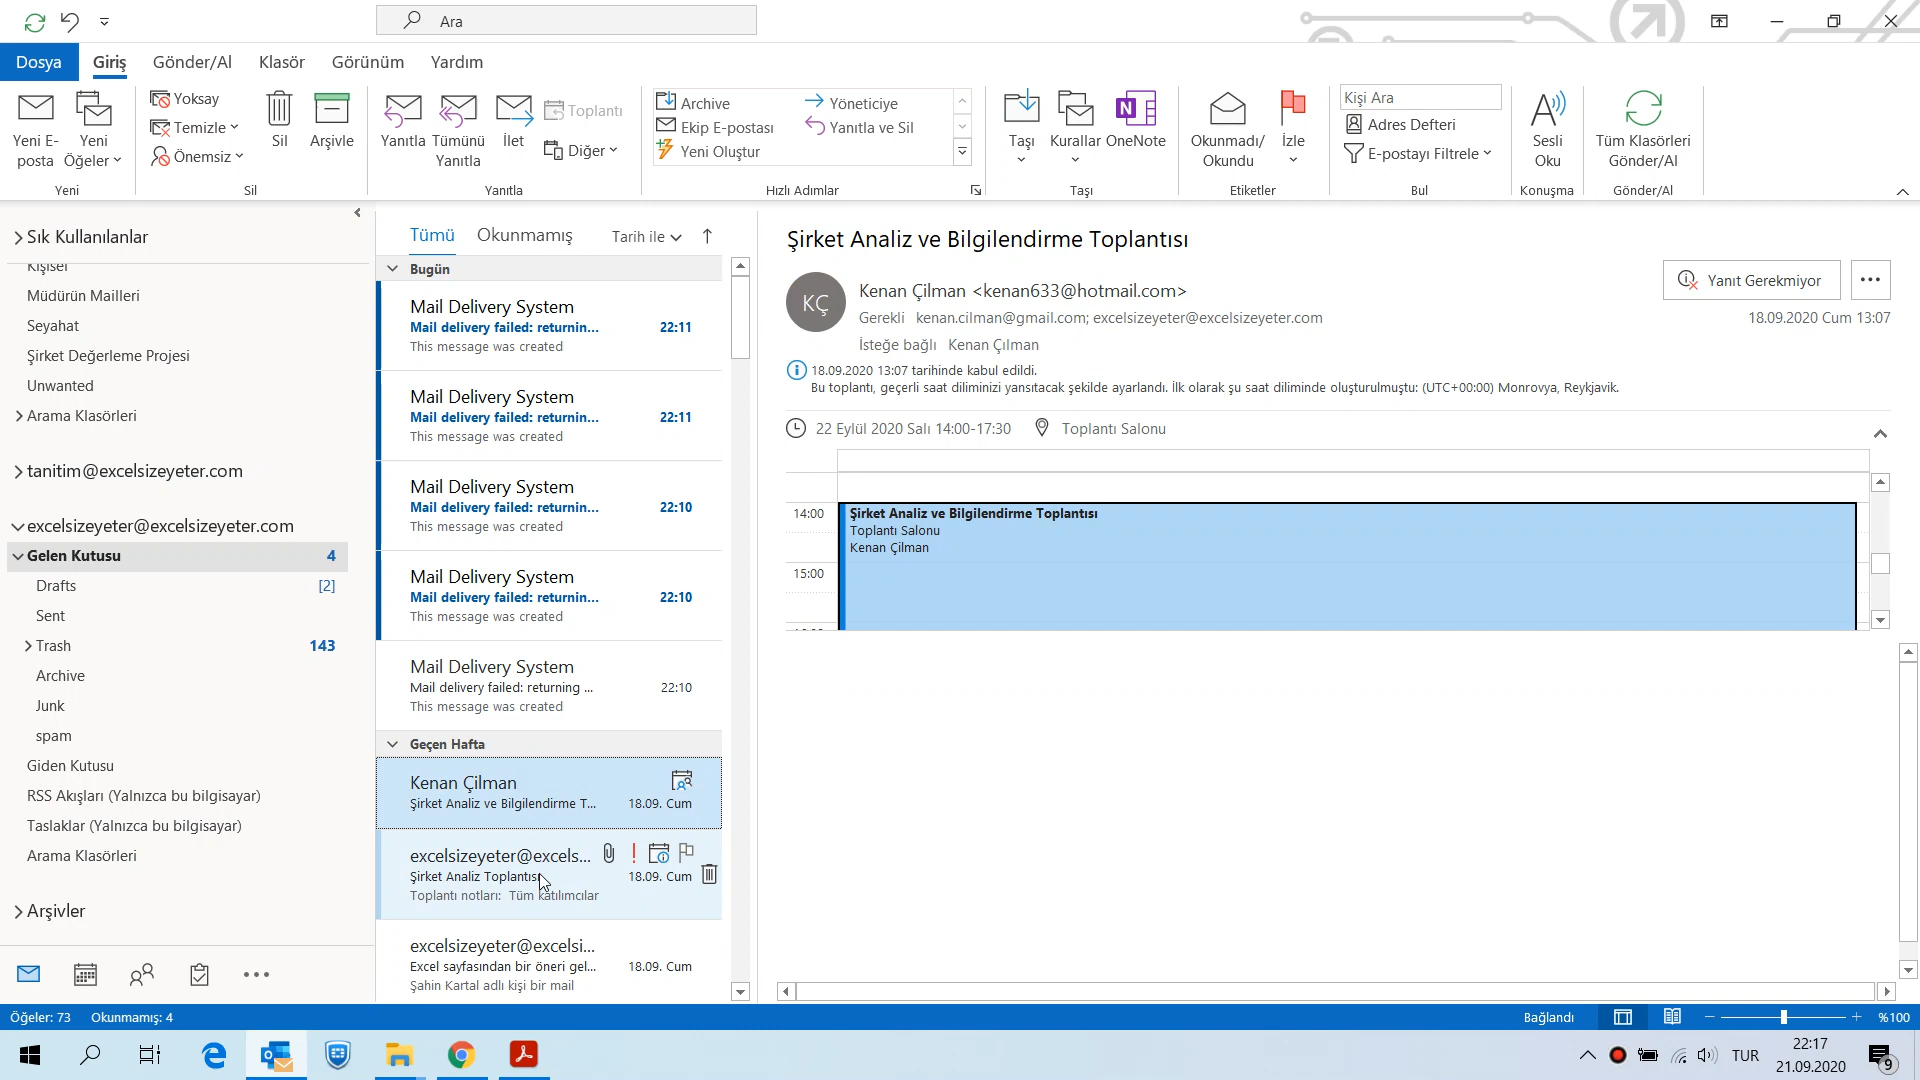 Ara
Dosya
Giriş
Gönder/Al
Klasör
Görünüm
Yardım
Yeni E-posta
Yeni Öğeler
Yeni
Yoksay
Temizle
Önemsiz
Sil
Arşivle
Sil
Yanıtla
Tümünü Yanıtla
İlet
Toplantı
Diğer
Yanıtla
Archive
Ekip E-postası
Yeni Oluştur
Yöneticiye
Yanıtla ve Sil
Hızlı Adımlar
Taşı
Kurallar
OneNote
Taşı
Okunmadı/
Okundu
İzle
Etiketler
Kişi Ara
Adres Defteri
E-postayı Filtrele
Bul
Sesli
Oku
Konuşma
Tüm Klasörleri
Gönder/Al
Gönder/Al
Sık Kullanılanlar
Kişisel
Müdürün Mailleri
Seyahat
Şirket Değerleme Projesi
Unwanted
Arama Klasörleri
tanitim@excelsizeyeter.com
excelsizeyeter@excelsizeyeter.com
Gelen Kutusu 4
Drafts [2]
Sent
Trash 143
Archive
Junk
spam
Giden Kutusu
RSS Akışları (Yalnızca bu bilgisayar)
Taslaklar (Yalnızca bu bilgisayar)
Arama Klasörleri
Arşivler
Tümü Okunmamış Tarih ile
Bugün
Mail Delivery System
Mail delivery failed: returnin... 22:11
This message was created
Mail Delivery System
Mail delivery failed: returnin... 22:11
This message was created
Mail Delivery System
Mail delivery failed: returnin... 22:10
This message was created
Mail Delivery System
Mail delivery failed: returnin... 22:10
This message was created
Mail Delivery System
Mail delivery failed: returning ... 22:10
This message was created
Geçen Hafta
Kenan Çilman
Şirket Analiz ve Bilgilendirme T... 18.09. Cum
excelsizeyeter@excels...
Şirket Analiz Toplantısı 18.09. Cum
Toplantı notları: Tüm katılımcılar
excelsizeyeter@excelsi...
Excel sayfasından bir öneri gel... 18.09. Cum
Şahin Kartal adlı kişi bir mail
Şirket Analiz ve Bilgilendirme Toplantısı
KÇ
Kenan Çilman <kenan633@hotmail.com>
Yanıt Gerekmiyor
Gerekli kenan.cilman@gmail.com; excelsizeyeter@excelsizeyeter.com
18.09.2020 Cum 13:07
İsteğe bağlı Kenan Çılman
18.09.2020 13:07 tarihinde kabul edildi.
Bu toplantı, geçerli saat diliminizi yansıtacak şekilde ayarlandı. İlk olarak şu saat diliminde oluşturulmuştu: (UTC+00:00) Monrovya, Reykjavik.
22 Eylül 2020 Salı 14:00-17:30 Toplantı Salonu
14:00
Şirket Analiz ve Bilgilendirme Toplantısı
Toplantı Salonu
Kenan Çilman
15:00
Öğeler: 73 Okunmamış: 4
Bağlandı
%100
TUR
22:17
21.09.2020
9